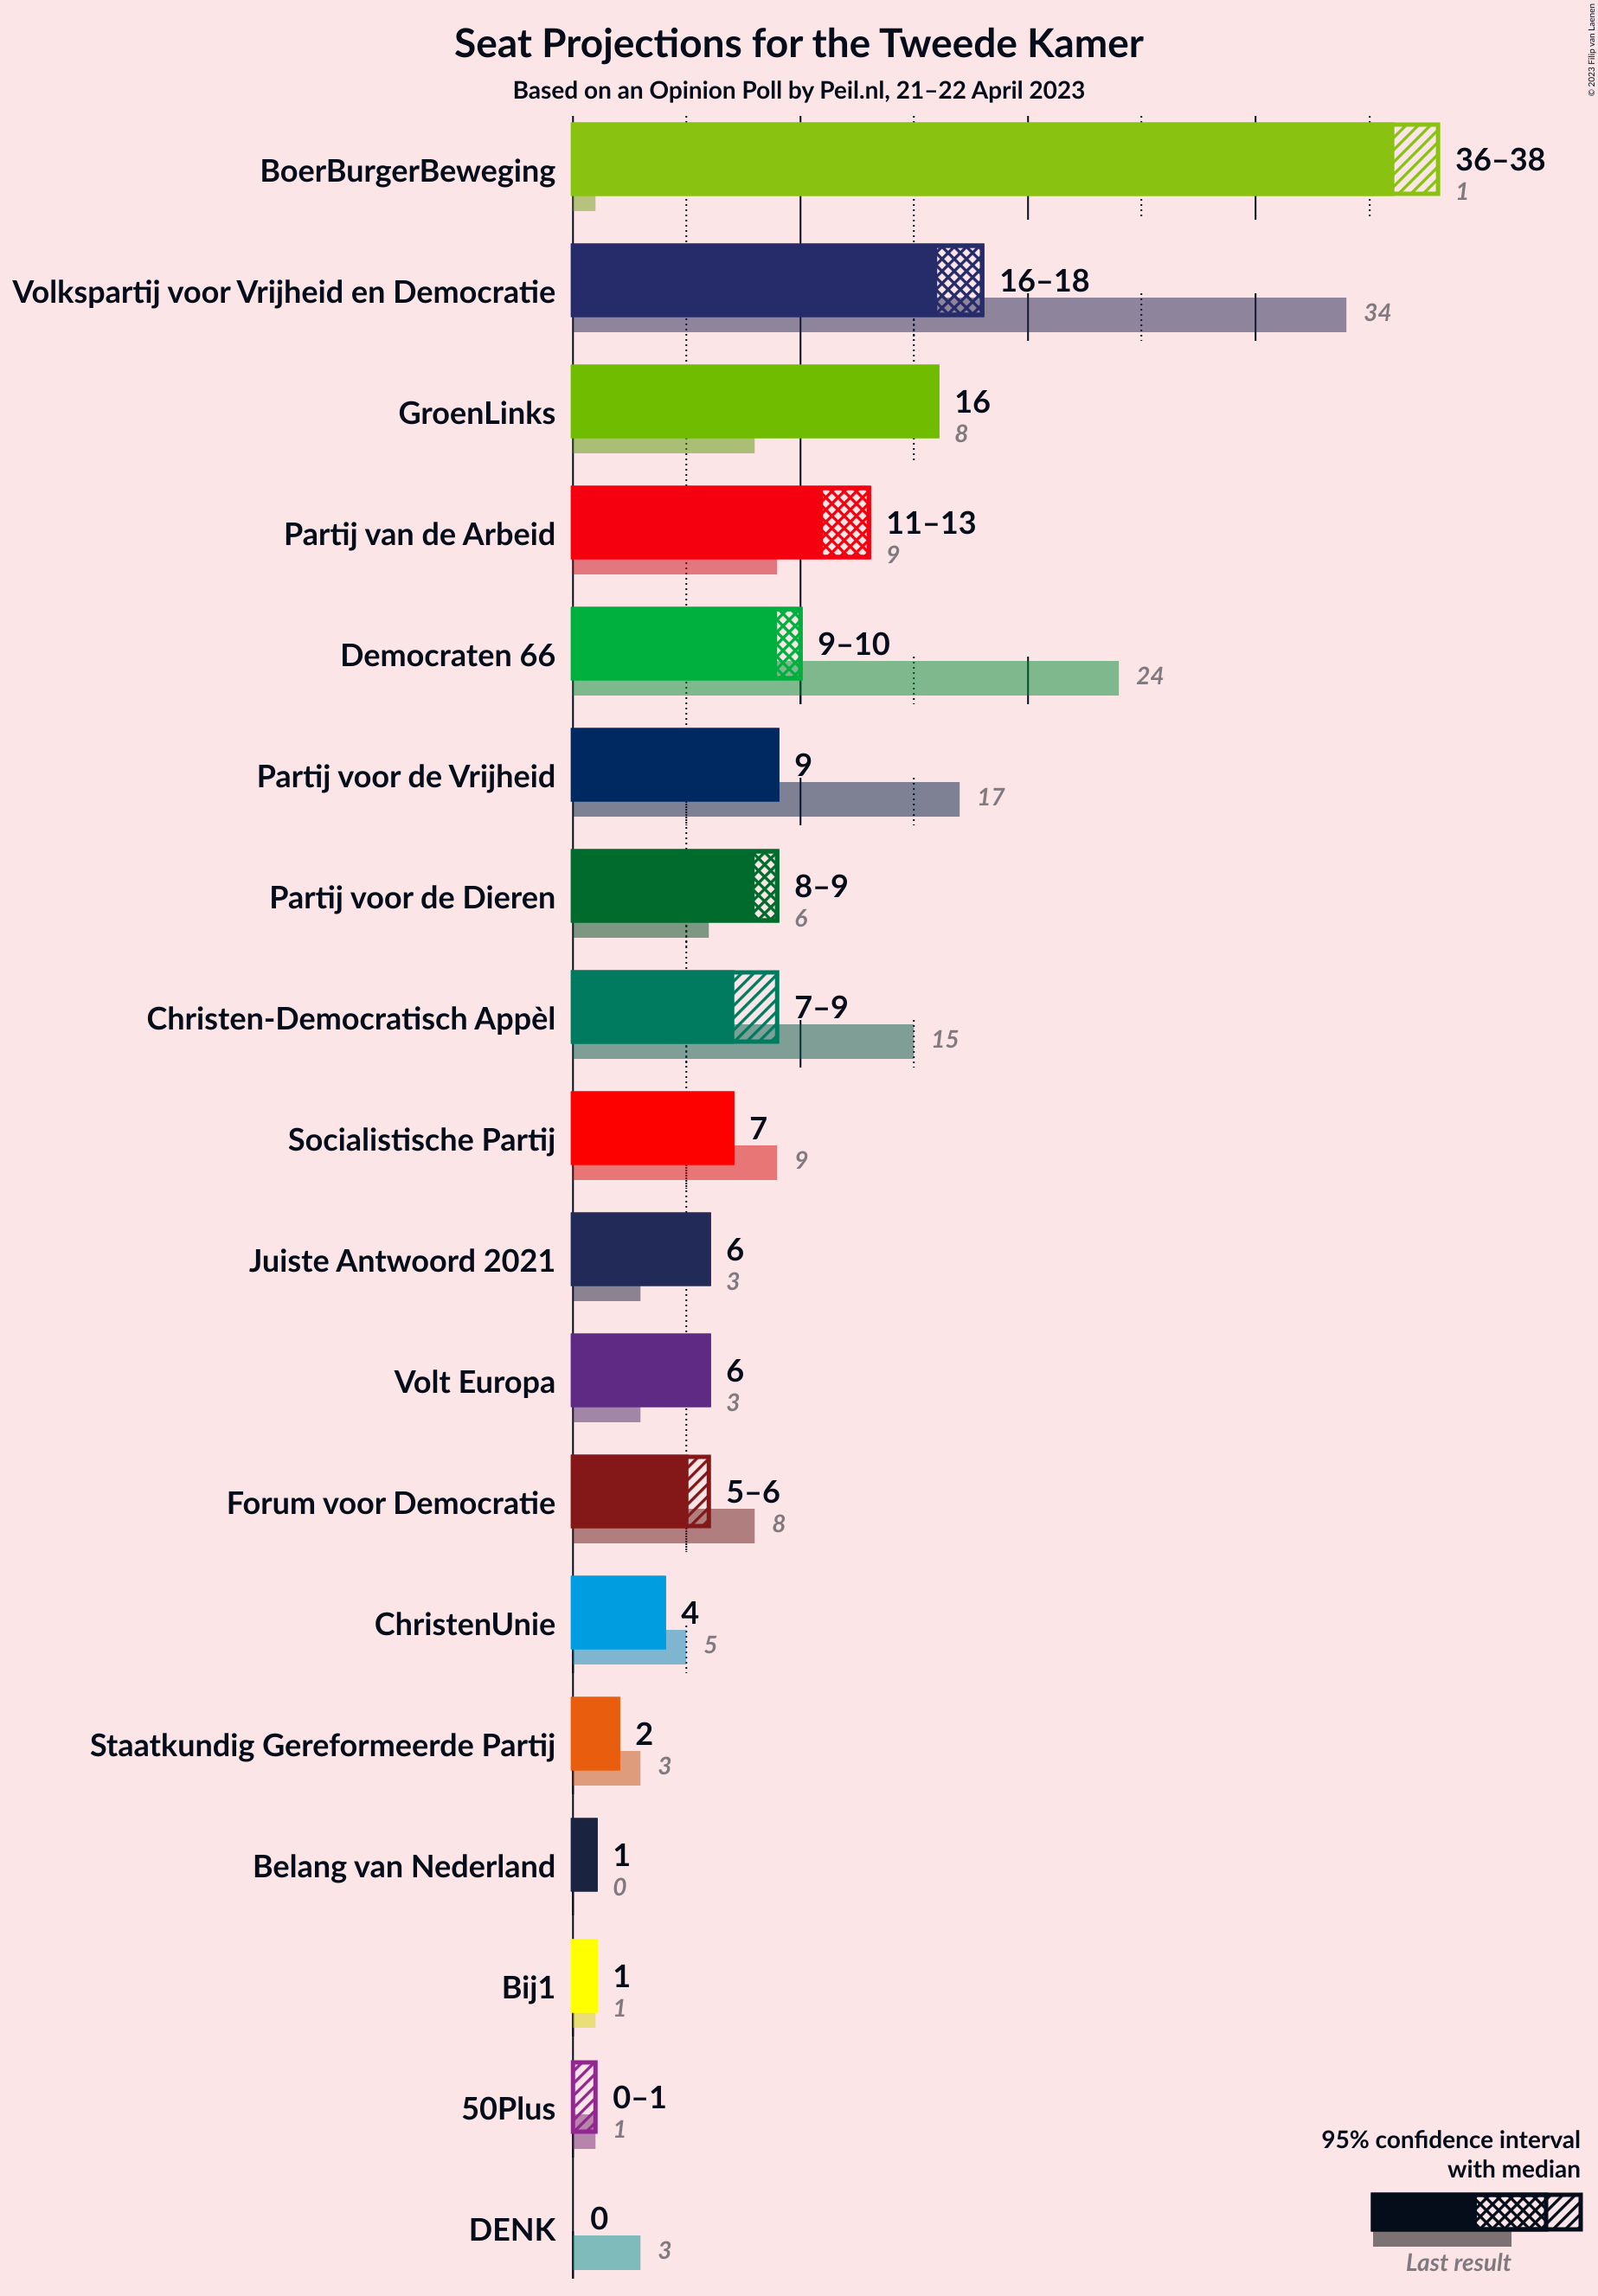 Seat Projections for the Tweede Kamer
Based on an Opinion Poll by Peil.nl, 21–22 April 2023
© 2023 Filip van Laenen
BoerBurgerBeweging
36–38
1
Volkspartij voor Vrijheid en Democratie
16–18
34
GroenLinks
16
8
Partij van de Arbeid
11–13
9
Democraten 66
9–10
24
Partij voor de Vrijheid
9
17
Partij voor de Dieren
8–9
6
Christen-Democratisch Appèl
7–9
15
Socialistische Partij
7
9
Juiste Antwoord 2021
6
3
Volt Europa
6
3
Forum voor Democratie
5–6
8
ChristenUnie
4
5
Staatkundig Gereformeerde Partij
2
3
Belang van Nederland
1
0
Bij1
1
1
50Plus
0–1
1
DENK
0
3
95% confidence interval
with median
Last result